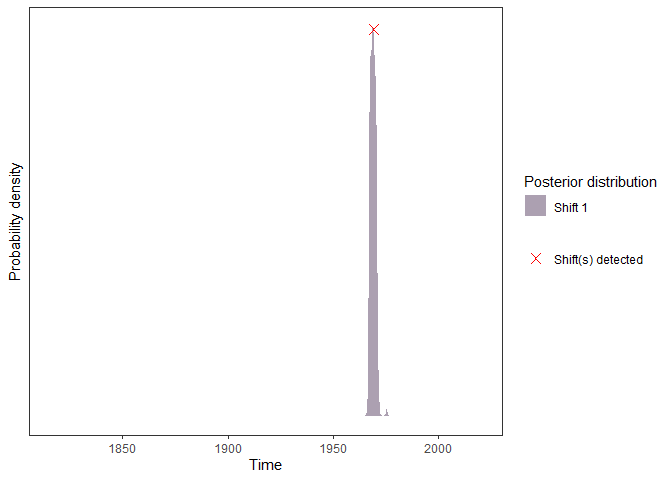 Probability density
1850
1900
1950
2000
Time
Posterior distribution
Shift 1
Shift(s) detected